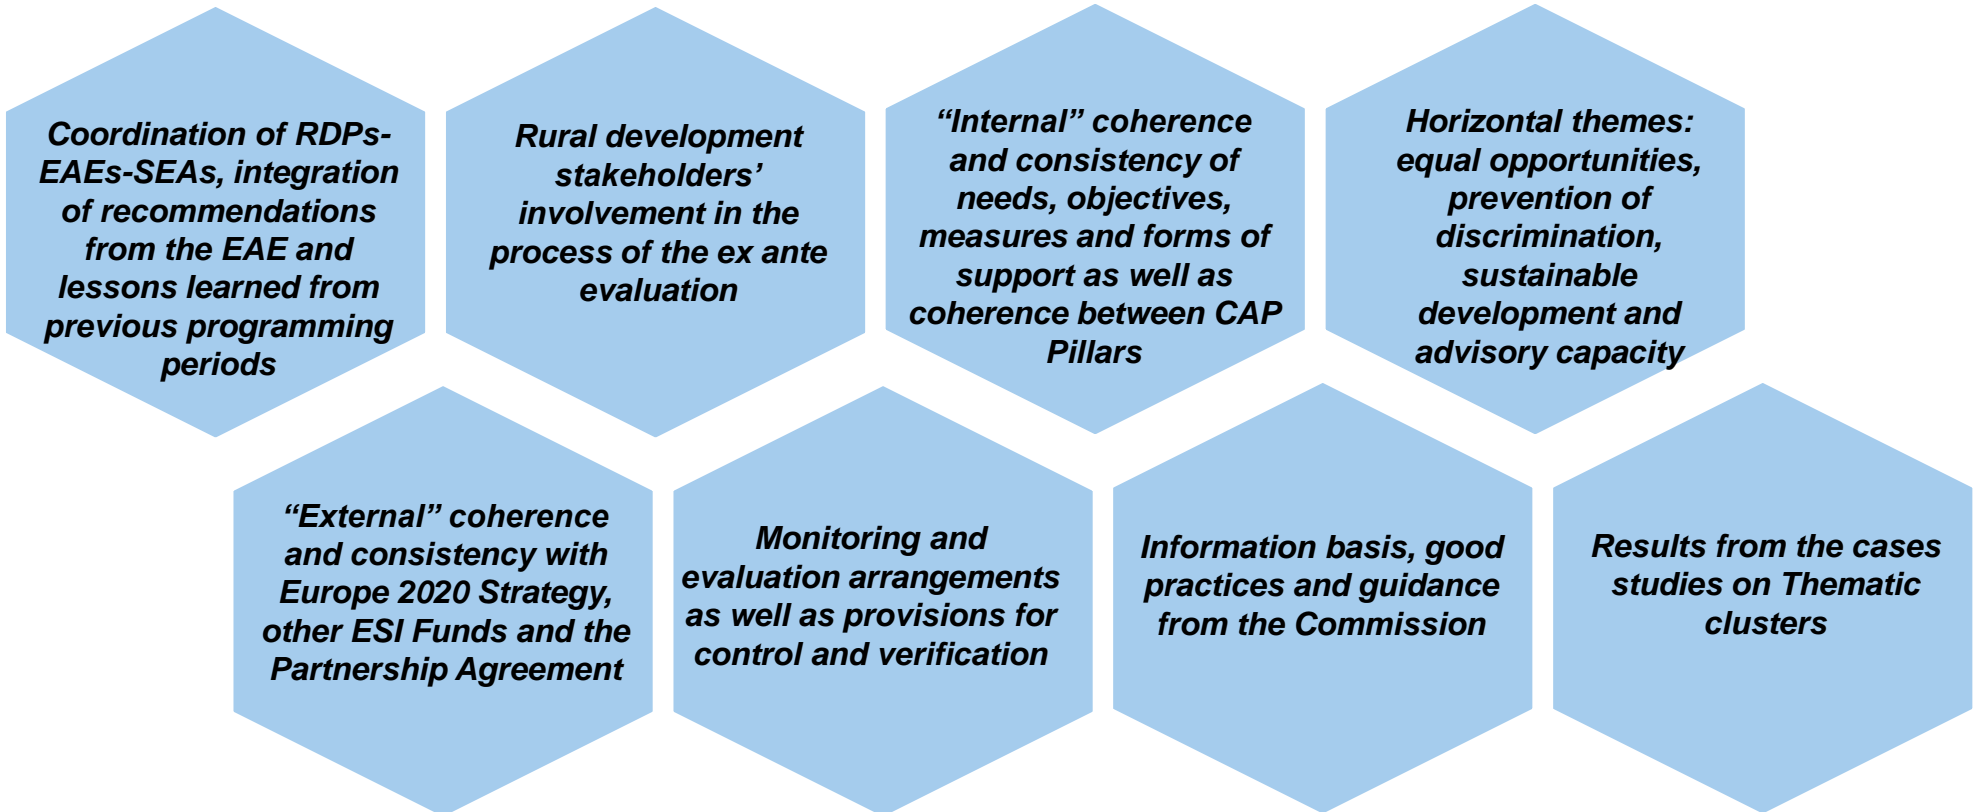 Coordination of RDPs-
EAEs-SEAs, integration
of recommendations
from the EAE and
lessons learned from
previous programming
periods
Rural development
stakeholders’
involvement in the
process of the ex ante
evaluation
“Internal” coherence
and consistency of
needs, objectives,
measures and forms of
support as well as
coherence between CAP
Pillars
Horizontal themes:
equal opportunities,
prevention of
discrimination,
sustainable
development and
advisory capacity
“External” coherence
and consistency with
Europe 2020 Strategy,
other ESI Funds and the
Partnership Agreement
Monitoring and
evaluation arrangements
as well as provisions for
control and verification
Information basis, good
practices and guidance
from the Commission
Results from the cases
studies on Thematic
clusters